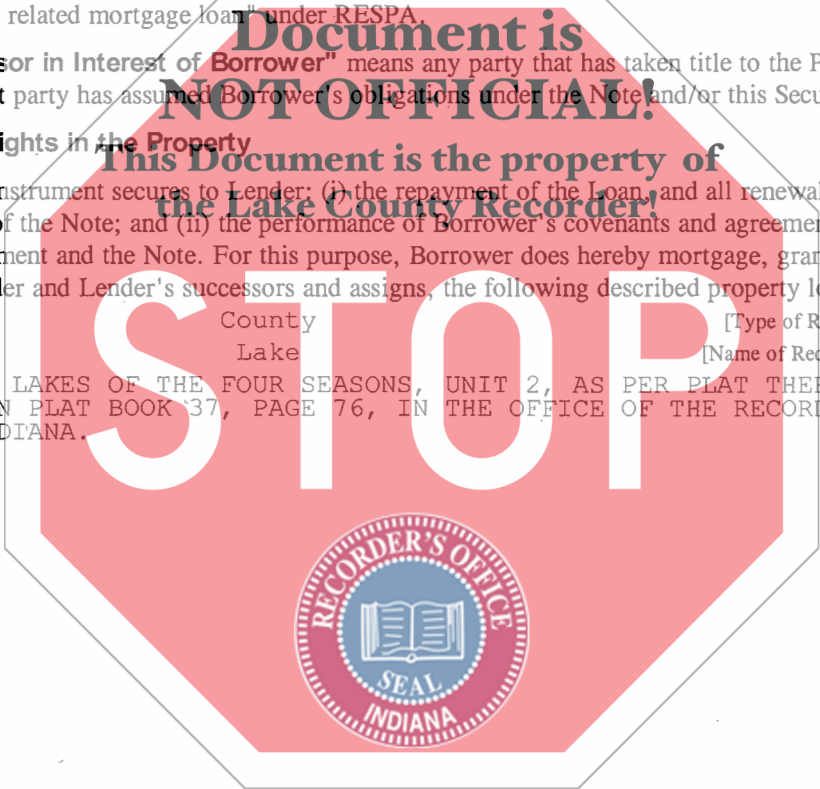 related mortgage loan" under RESPA.
Document is
sor in Interest of Borrower" means any party that has taken title to the P
NOT OFFICIAL!
t party has assumed Borrower's obligations under the Note and/or this Secu
ights in the Property
This Document is the property of
nstrument secures to Lender: (i) the repayment of the Loan, and all renewal
the Lake County Recorder!
of the Note; and (ii) the performance of Borrower's covenants and agreemen
ment and the Note. For this purpose, Borrower does hereby mortgage, gran
er and Lender's successors and assigns, the following described property lo
County [Type of R
Lake [Name of Rec
STOP
LAKES OF THE FOUR SEASONS, UNIT 2, AS PER PLAT THER
N PLAT BOOK 37, PAGE 76, IN THE OFFICE OF THE RECORD
DIANA.
RECORDER'S OFFICE
SEAL
INDIANA